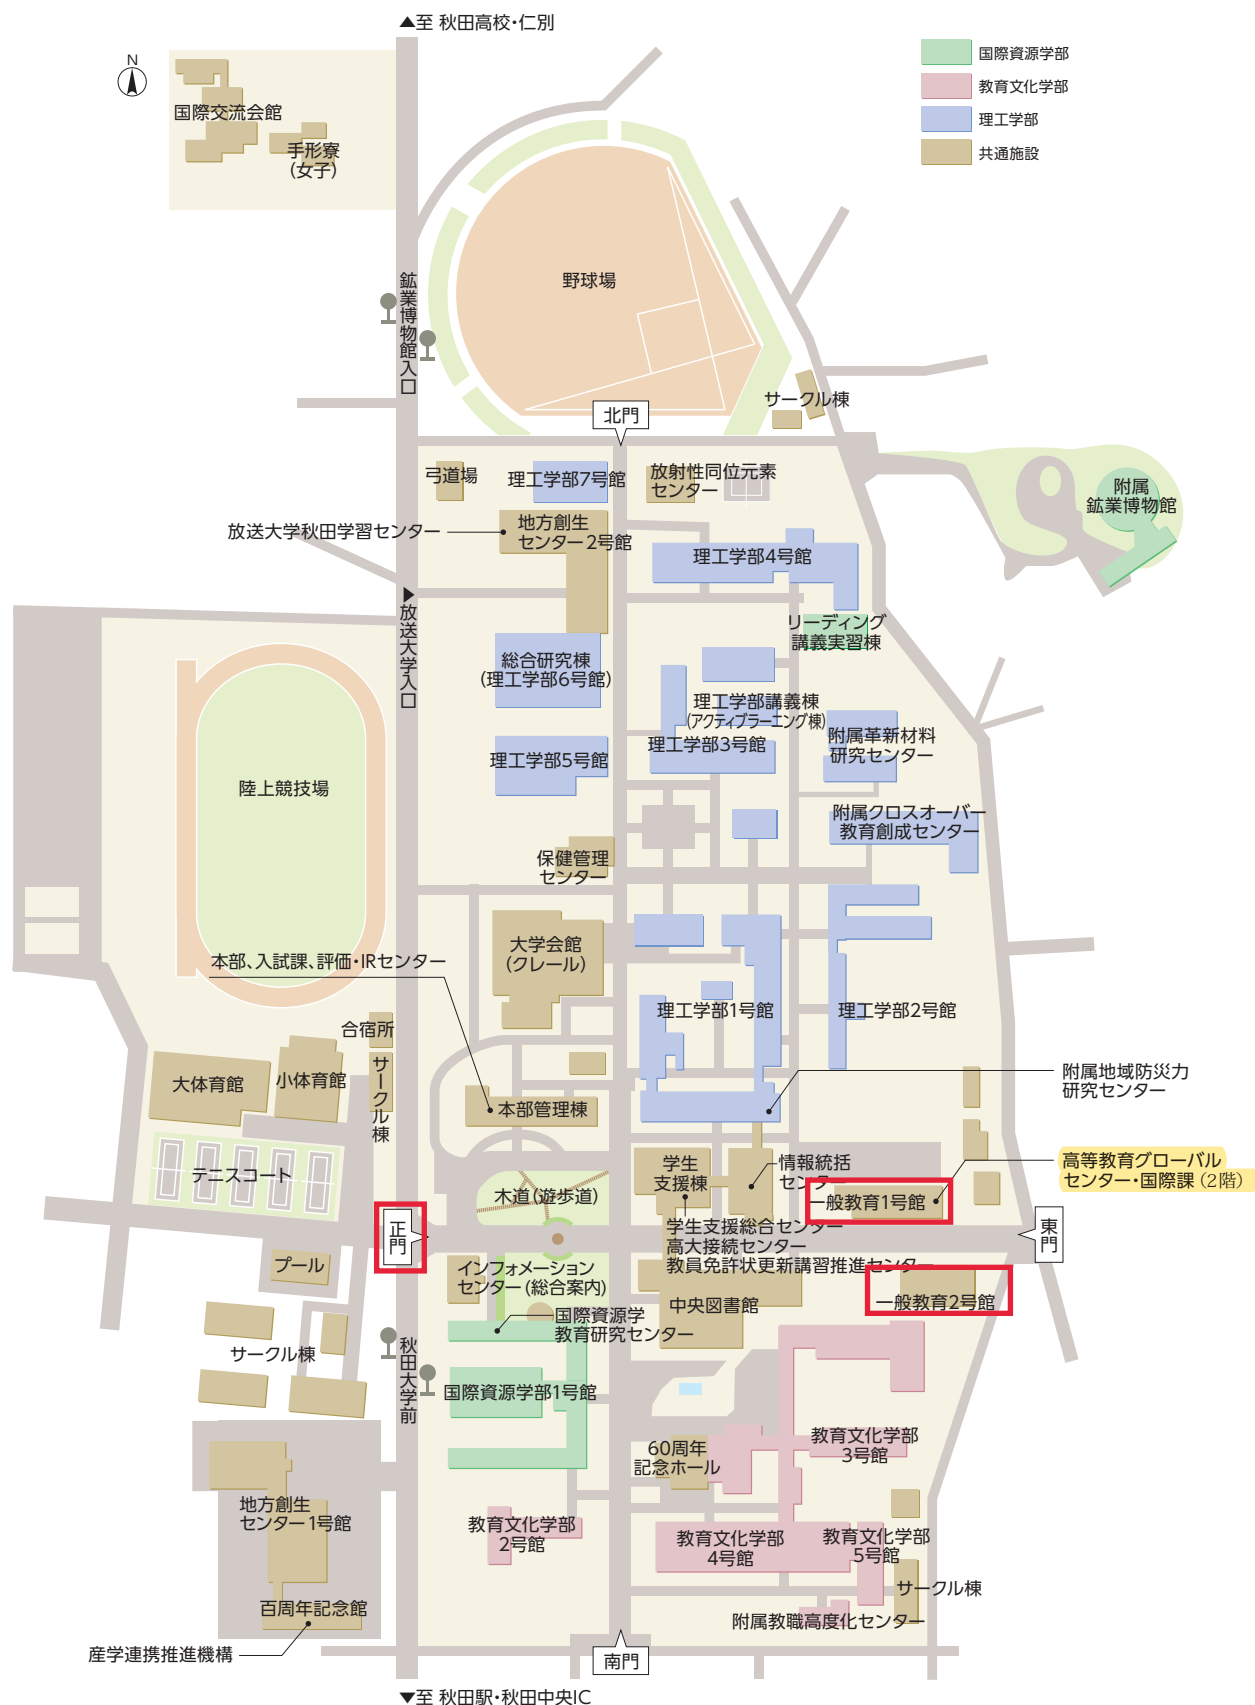 ▲至 秋田高校・仁別
N
国際資源学部
教育文化学部
理工学部
共通施設
国際交流会館
手形寮
(女子)
鉱業博物館入口
野球場
サークル棟
北門
弓道場
理工学部7号館
放射性同位元素
センター
附属
鉱業博物館
放送大学秋田学習センター
地方創生
センター2号館
理工学部4号館
▶放送大学入口
リーディング
講義実習棟
総合研究棟
(理工学部6号館)
理工学部講義棟
(アクティブラーニング棟)
理工学部3号館
附属革新材料
研究センター
理工学部5号館
陸上競技場
附属クロスオーバー
教育創成センター
保健管理
センター
大学会館
(クレール)
本部、入試課、評価・IRセンター
理工学部1号館
理工学部2号館
合宿所
サークル棟
大体育館
小体育館
本部管理棟
附属地域防災力
研究センター
テニスコート
木道(遊歩道)
学生
支援棟
情報統括
センター
高等教育グローバル
センター・国際課(2階)
一般教育1号館
正門
東門
学生支援総合センター
高大接続センター
教員免許状更新講習推進センター
プール
インフォメーション
センター(総合案内)
中央図書館
一般教育2号館
国際資源学
教育研究センター
サークル棟
秋田大学前
国際資源学部1号館
60周年
記念ホール
教育文化学部
3号館
地方創生
センター1号館
教育文化学部
2号館
教育文化学部
4号館
教育文化学部
5号館
サークル棟
百周年記念館
附属教職高度化センター
産学連携推進機構
南門
▼至 秋田駅・秋田中央IC